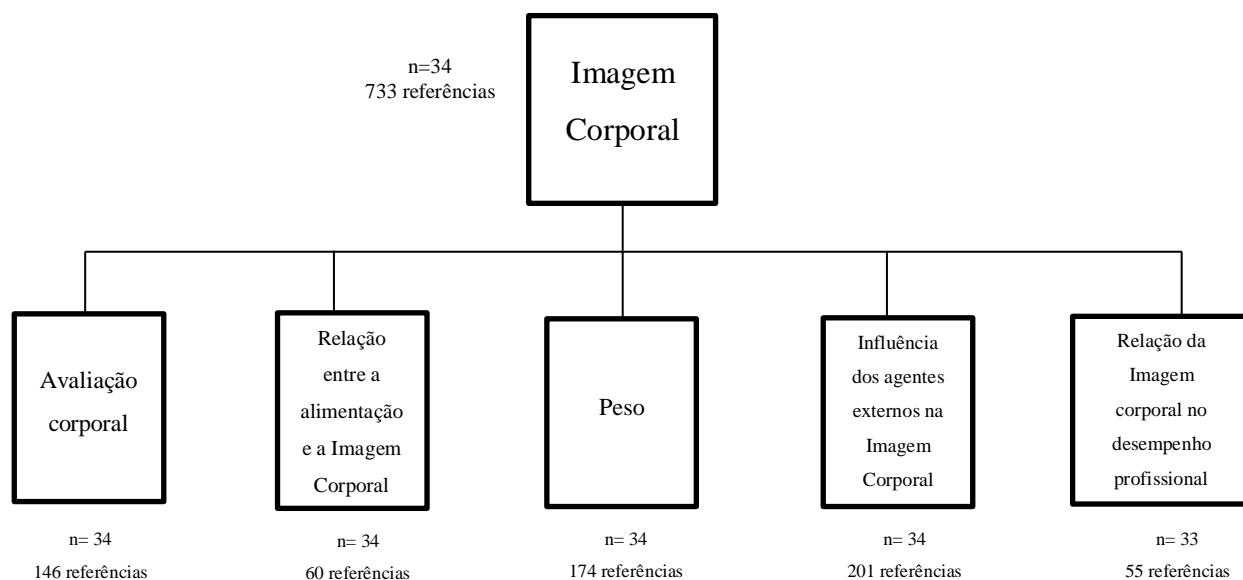 n=34
733 referências
Imagem
Corporal
Avaliação
corporal
Relação
entre a
alimentação
e a Imagem
Corporal
Peso
Influência
dos agentes
externos na
Imagem
Corporal
Relação da
Imagem
corporal no
desempenho
profissional
n= 34
146 referências
n= 34
60 referências
n= 34
174 referências
n= 34
201 referências
n= 33
55 referências